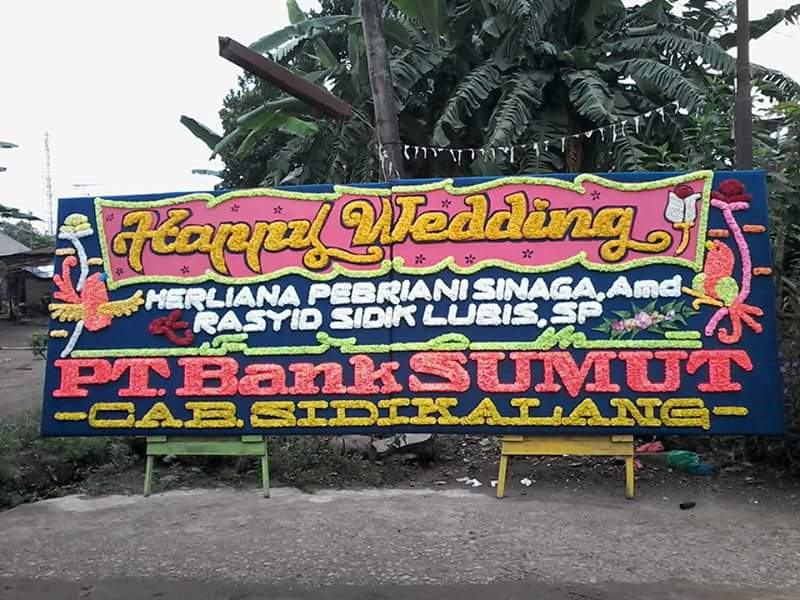 Happy Wedding
HERLIANA PEBRIANI SINAGA, Amd
RASYID SIDIK LUBIS, SP
PT. Bank SUMUT
-CAB. SIDIKALANG-